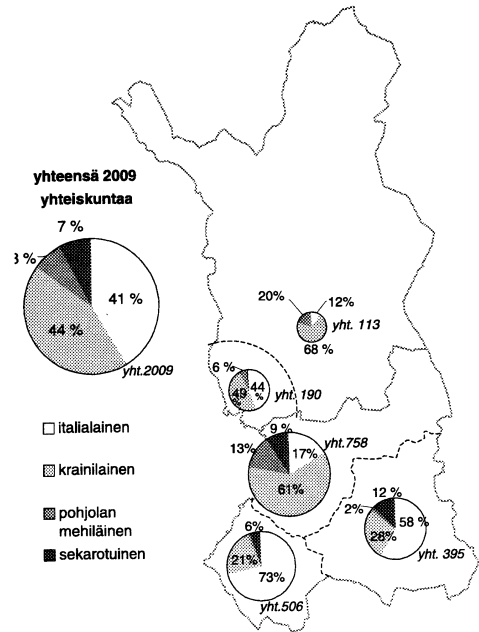 yhteensä 2009
yhteiskuntaa
7 %
3 %
41 %
44 %
yht.2009
20%
12%
yht. 113
68 %
6 %
44
%
49
%
yht. 190
9 %
yht.758
13%
17%
61%
12 %
2%
58 %
28%
yht. 395
6%
21%
73%
yht.506
italialainen
krainilainen
pohjolan
mehiläinen
sekarotuinen